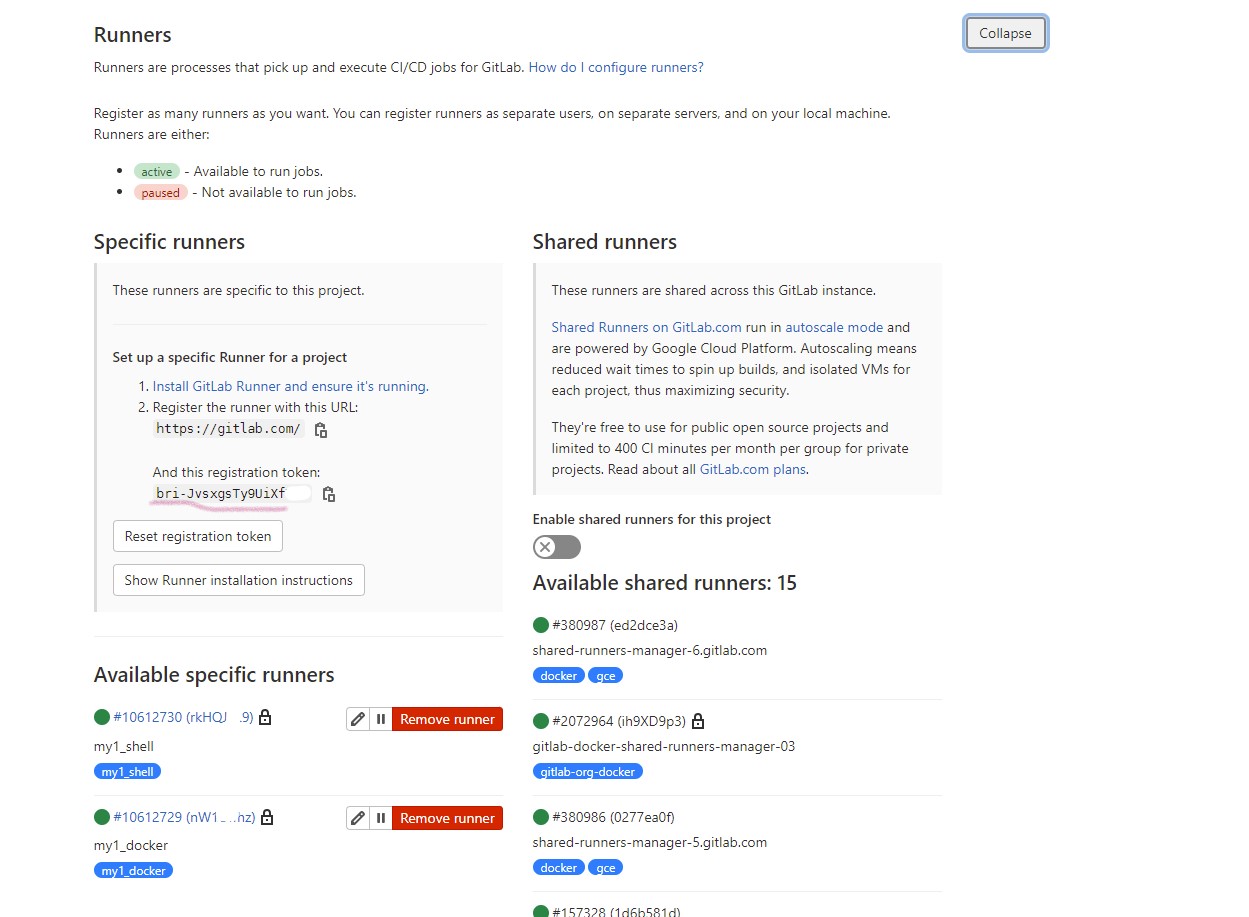 Runners
Collapse
Runners are processes that pick up and execute CI/CD jobs for GitLab. How do I configure runners?
Register as many runners as you want. You can register runners as separate users, on separate servers, and on your local machine.
Runners are either:
active - Available to run jobs.
paused - Not available to run jobs.
Specific runners
These runners are specific to this project.
Set up a specific Runner for a project
1. Install GitLab Runner and ensure it's running.
2. Register the runner with this URL:
https://gitlab.com/
And this registration token:
bri-JvsxgsTy9UiXf
Reset registration token
Show Runner installation instructions
Available specific runners
#10612730 (rkHQJ .9)
Remove runner
my1_shell
my1_shell
#10612729 (nW1_...hz)
Remove runner
my1_docker
my1_docker
Shared runners
These runners are shared across this GitLab instance.
Shared Runners on GitLab.com run in autoscale mode and
are powered by Google Cloud Platform. Autoscaling means
reduced wait times to spin up builds, and isolated VMs for
each project, thus maximizing security.
They're free to use for public open source projects and
limited to 400 CI minutes per month per group for private
projects. Read about all GitLab.com plans.
Enable shared runners for this project
Available shared runners: 15
#380987 (ed2dce3a)
shared-runners-manager-6.gitlab.com
docker gce
#2072964 (ih9XD9p3)
gitlab-docker-shared-runners-manager-03
gitlab-org-docker
#380986 (0277ea0f)
shared-runners-manager-5.gitlab.com
docker gce
#157328 (1d6b581d)